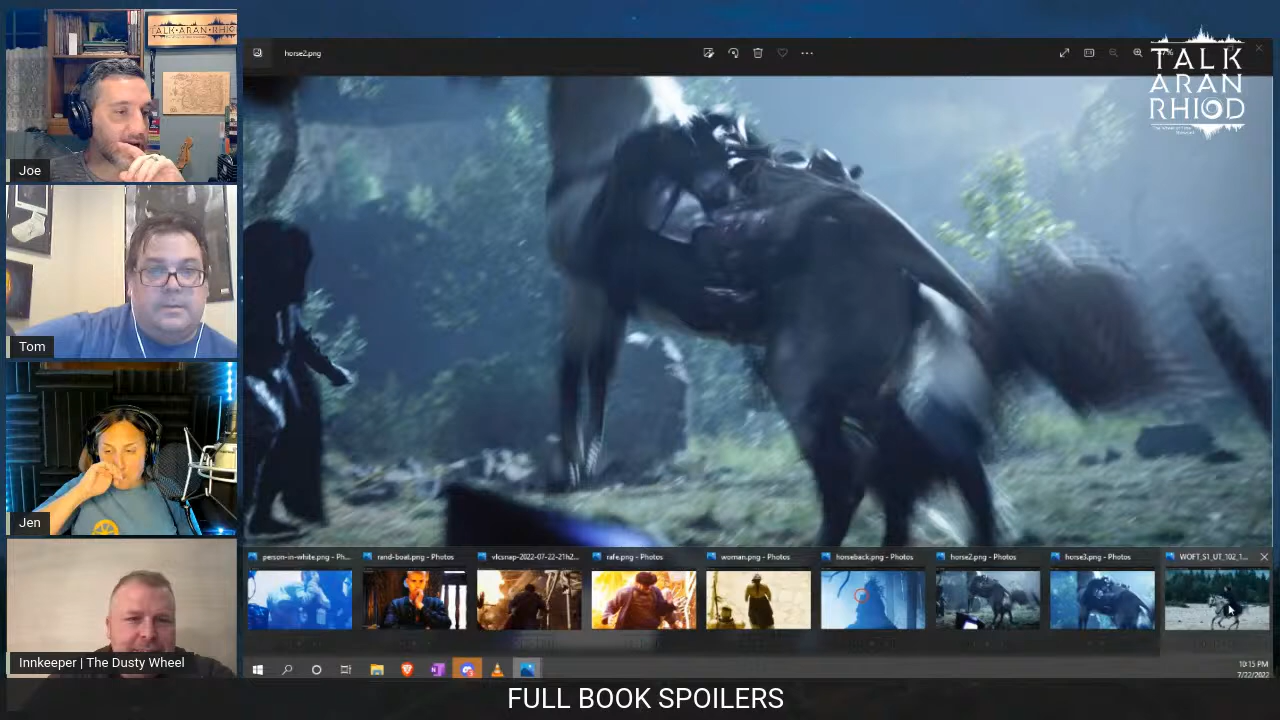 TALK·ARAN·RHIOD
Joe
Tom
Jen
Innkeeper | The Dusty Wheel
horse2.png
TALK
ARAN
RHIOD
person-in-white.png - Ph...
rand-boat.png - Photos
vlcsnap-2022-07-22-21h2...
rafe.png - Photos
woman.png - Photos
horseback.png - Photos
horse2.png - Photos
horse3.png - Photos
WOFT_S1_UT_102_1...
10:15 PM
7/22/2022
FULL BOOK SPOILERS